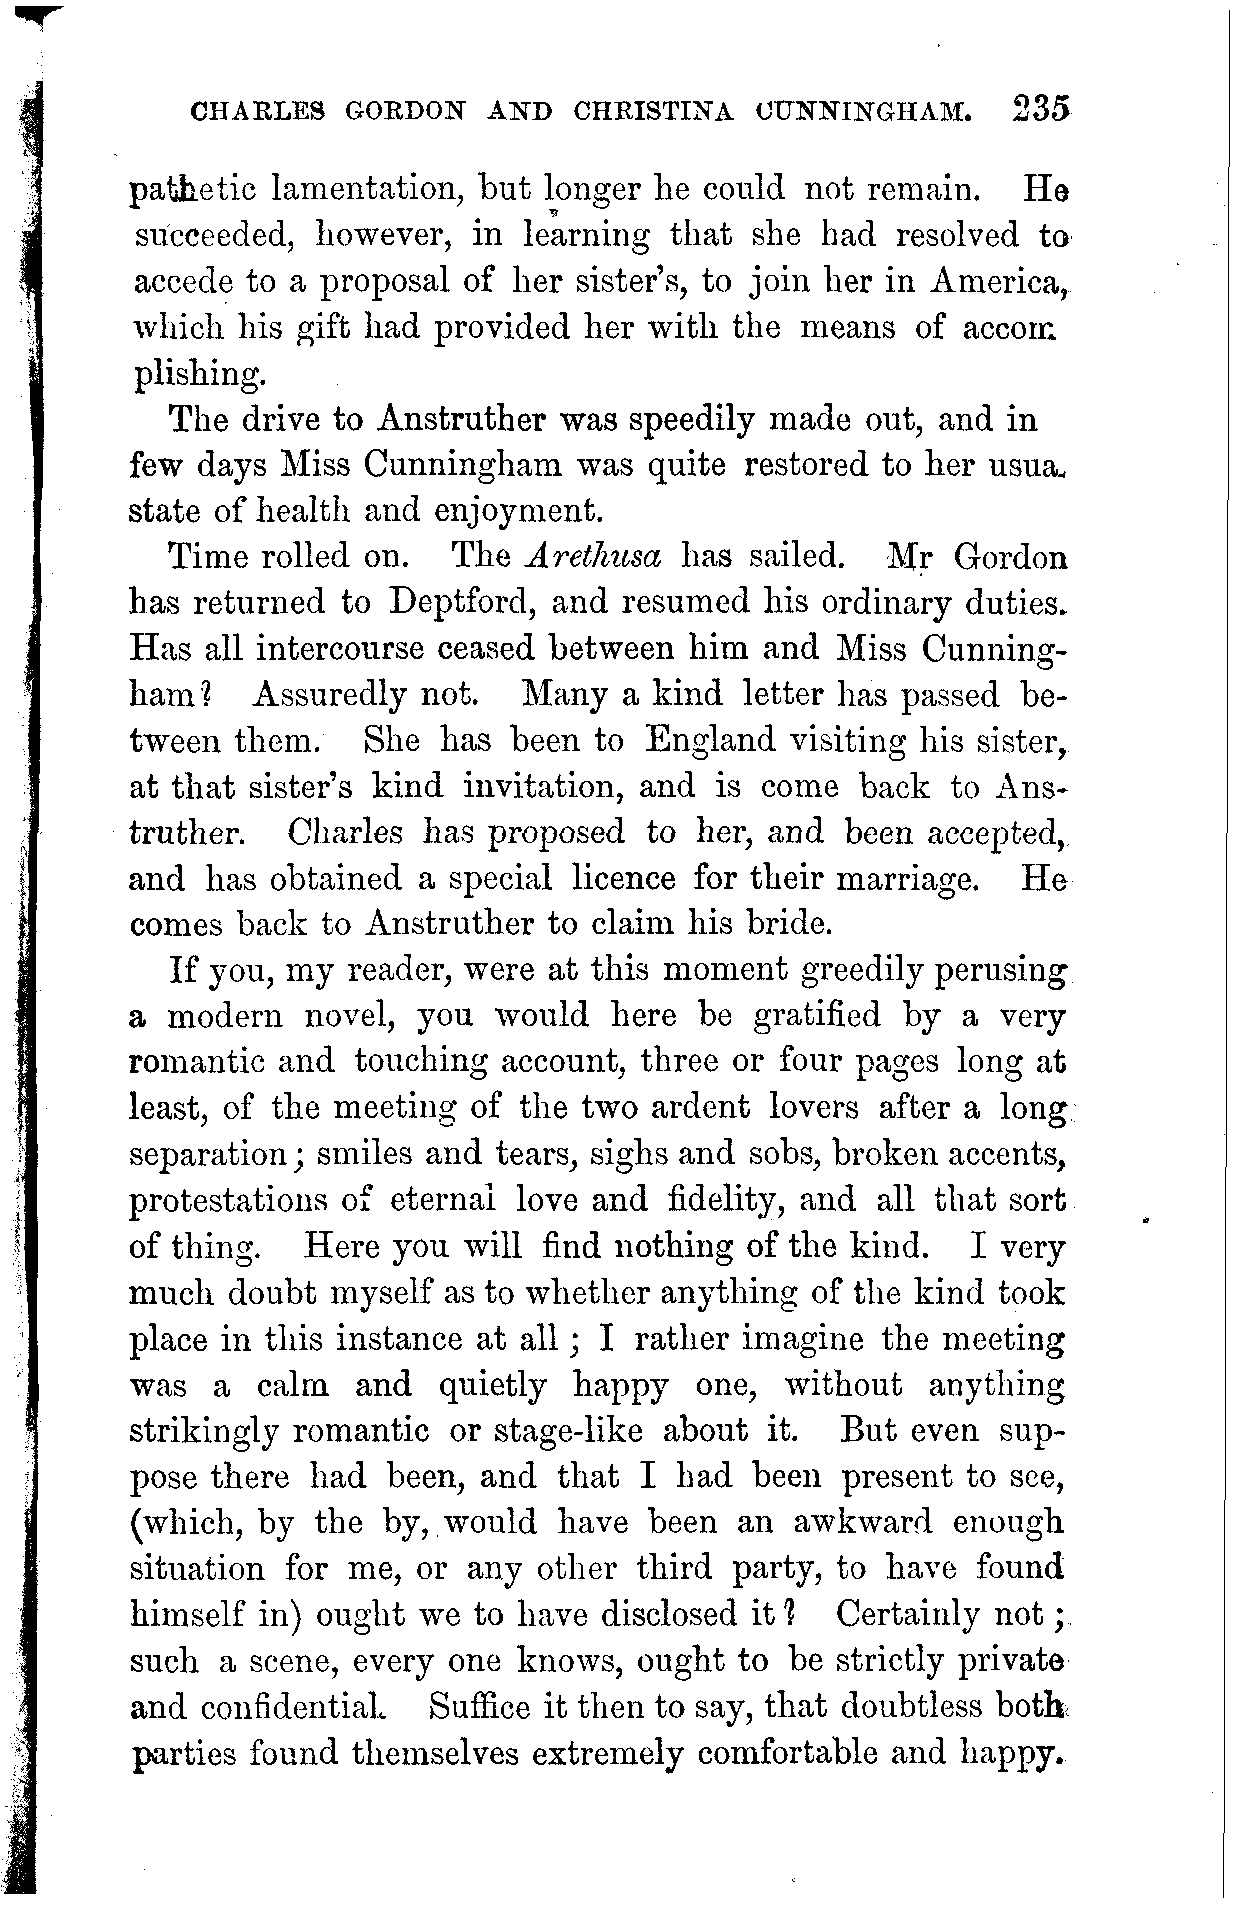 CHARLES GORDON AND CHRISTINA CUNNINGHAM. 235
pathetic lamentation, but longer he could not remain. He
succeeded, however, in learning that she had resolved to
accede to a proposal of her sister's, to join her in America,
which his gift had provided her with the means of accom
plishing.
The drive to Anstruther was speedily made out, and in
few days Miss Cunningham was quite restored to her usua
state of health and enjoyment.
Time rolled on. The Arethusa has sailed. Mr Gordon
has returned to Deptford, and resumed his ordinary duties.
Has all intercourse ceased between him and Miss Cunning-
ham? Assuredly not. Many a kind letter has passed be-
tween them. She has been to England visiting his sister,
at that sister's kind invitation, and is come back to Ans-
truther. Charles has proposed to her, and been accepted,
and has obtained a special licence for their marriage. He
comes back to Anstruther to claim his bride.
If you, my reader, were at this moment greedily perusing
a modern novel, you would here be gratified by a very
romantic and touching account, three or four pages long at
least, of the meeting of the two ardent lovers after a long
separation; smiles and tears, sighs and sobs, broken accents,
protestations of eternal love and fidelity, and all that sort
of thing. Here you will find nothing of the kind. I very
much doubt myself as to whether anything of the kind took
place in this instance at all; I rather imagine the meeting
was a calm and quietly happy one, without anything
strikingly romantic or stage-like about it. But even sup-
pose there had been, and that I had been present to see,
(which, by the by, would have been an awkward enough
situation for me, or any other third party, to have found
himself in) ought we to have disclosed it? Certainly not;
such a scene, every one knows, ought to be strictly private
and confidential. Suffice it then to say, that doubtless both
parties found themselves extremely comfortable and happy.